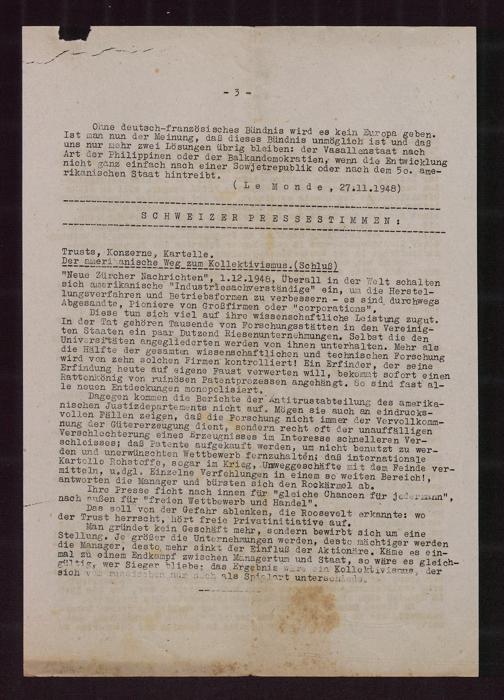 - 3 -
Ohne deutsch-französisches Bündnis wird es kein Europa geben.
Ist man nun der Meinung, daß dieses Bündnis unmöglich ist und daß
uns nur mehr zwei Lösungen übrig bleiben: der Vasallenstaat nach
Art der Philippinen oder der Balkandemokratien, wenn die Entwicklung
nicht ganz einfach nach einer Sowjetrepublik oder nach dem 50. ame-
rikanischen Staat hintreibt.
( Le Monde , 27.11.1948)
SCHWEIZER PRESSESTIMMEN:
Trusts, Konzerne, Kartelle.
Der amerikanische Weg zum Kollektivismus.(Schluß)
"Neue Zürcher Nachrichten", 1.12.1948, Überall in der Welt schalten
sich amerikanische "Industriesachverständige" ein, um die Herstel-
lungsverfahren und Betriebsformen zu verbessern - es sind durchwegs
Abgesandte, Pioniere von Großfirmen oder "corporations".
Diese tun sich viel auf ihre wissenschaftliche Leistung zugut.
In der Tat gehören Tausende von Forschungsstätten in den Vereinig-
ten Staaten ein paar Dutzend Riesenunternehmungen. Selbst die den
Universitäten angegliederten werden von ihnen unterhalten. Mehr als
die Hälfte der gesamten wissenschaftlichen und technischen Forschung
wird von zehn solchen Firmen kontrolliert! Ein Erfinder, der seine
Erfindung heute auf eigene Faust verwerten will, bekommt sofort einen
Rattenkönig von ruinösen Patentprozessen angehängt. So sind fast al-
le neuen Entdeckungen monopolisiert.
Dagegen kommen die Berichte der Antitrustabteilung des amerika-
nischen Justizdepartements nicht auf. Mögen sie auch an eindrucks-
vollen Fällen zeigen, daß die Forschung nicht immer der Vervollkomm-
nung der Gütererzeugung dient, sondern recht oft der unauffälligen
Verschlechterung eines Erzeugnisses im Interesse schnelleren Ver-
schleisses; daß Patente aufgekauft werden, um nicht benutzt zu wer-
den und unerwünschten Wettbewerb fernzuhalten; daß internationale
Kartelle Rohstoffe, sogar im Krieg, Umweggeschäfte mit dem Feinde ver-
mitteln, u.dgl. Einzelne Verfehlungen in einem so weiten Bereich!,
antworten die Manager und bürsten sich den Rockärmel ab.
Ihre Presse ficht nach innen für "gleiche Chancen für jedermann",
nach außen für "freien Wettbewerb und Handel".
Das soll von der Gefahr ablenken, die Roosevelt erkannte: wo
der Trust herrscht, hört freie Privatinitiative auf.
Man gründet kein Geschäft mehr, sondern bewirbt sich um eine
Stellung. Je größer die Unternehmungen werden, desto mächtiger werden
die Manager, desto mehr sinkt der Einfluß der Aktionäre. Käme es ein-
mal zu einem Endkampf zwischen Managertum und Staat, so wäre es gleich-
gültig, wer Sieger bliebe; das Ergebnis wäre ein Kollektivismus, der
sich vom russischen nur noch als Spielart unterschiede.